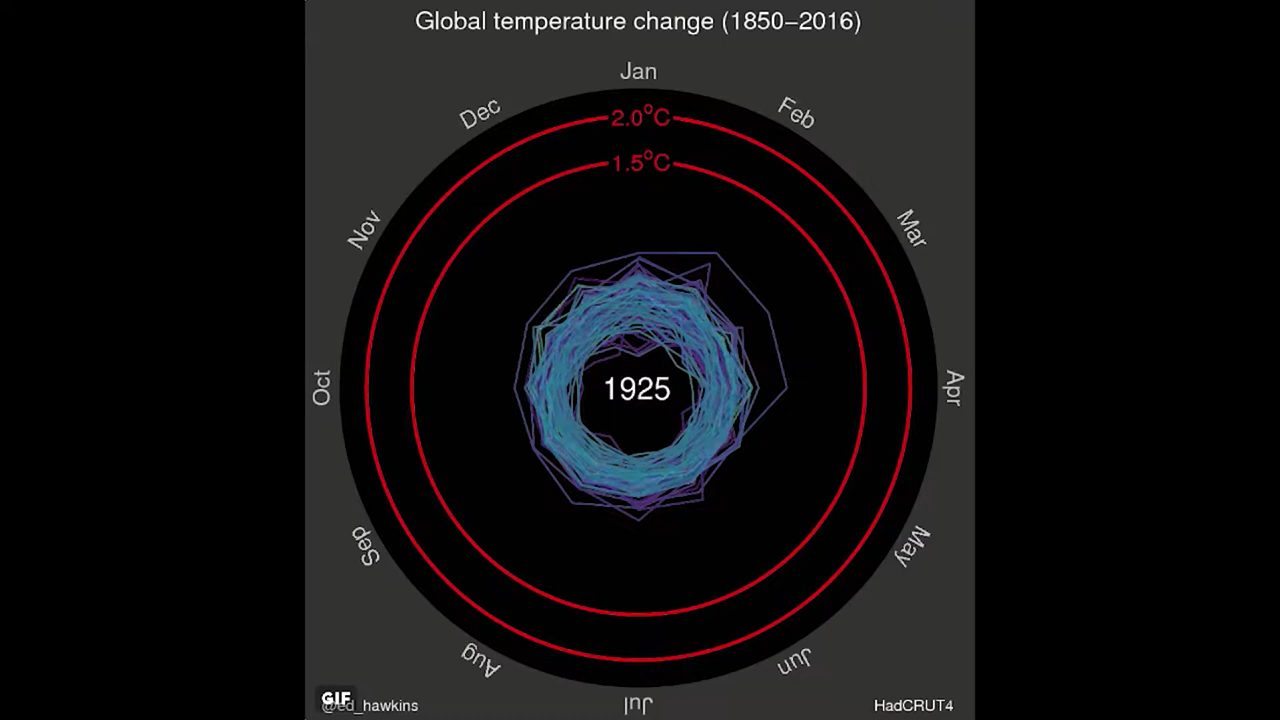 Global temperature change (1850–2016)
Jan
Dec
Feb
2.0°C
1.5°C
Nov
Mar
Oct
1925
Apr
Sep
May
Aug
Jun
Jul
GIF
@ed_hawkins
HadCRUT4